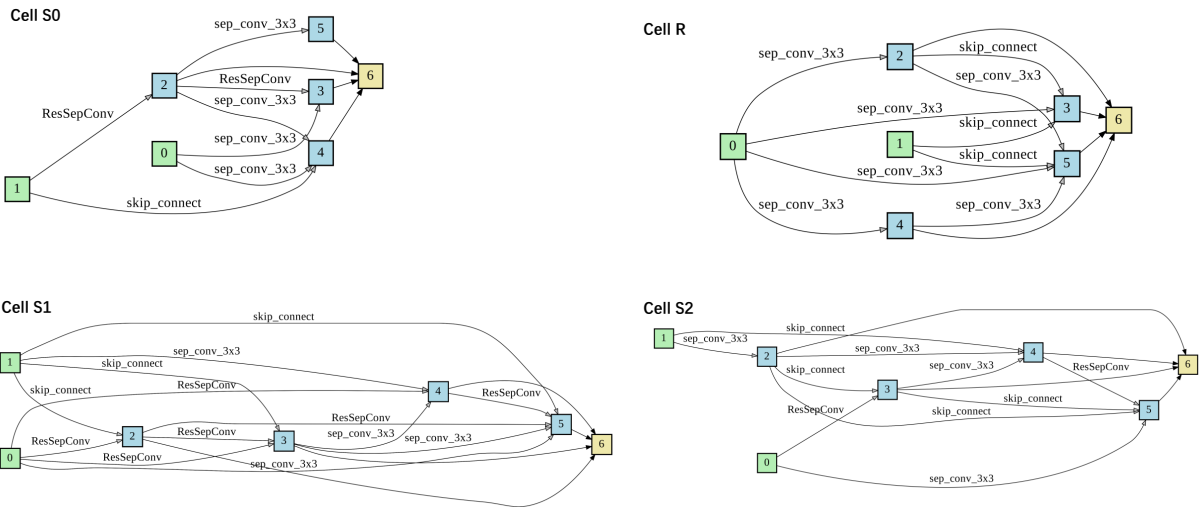 Cell S0
sep_conv_3x3
5
6
2
ResSepConv
3
sep_conv_3x3
ResSepConv
sep_conv_3x3
0
4
sep_conv_3x3
1
skip_connect
Cell R
sep_conv_3x3
2
skip_connect
sep_conv_3x3
sep_conv_3x3
3
6
skip_connect
0
1
skip_connect
5
sep_conv_3x3
sep_conv_3x3
sep_conv_3x3
4
Cell S1
skip_connect
1
sep_conv_3x3
skip_connect
skip_connect
ResSepConv
4
ResSepConv
ResSepConv
5
ResSepConv
2
ResSepConv
3
sep_conv_3x3
sep_conv_3x3
6
0
ResSepConv
sep_conv_3x3
Cell S2
1
skip_connect
sep_conv_3x3
2
sep_conv_3x3
4
6
skip_connect
sep_conv_3x3
ResSepConv
3
skip_connect
ResSepConv
skip_connect
5
0
sep_conv_3x3